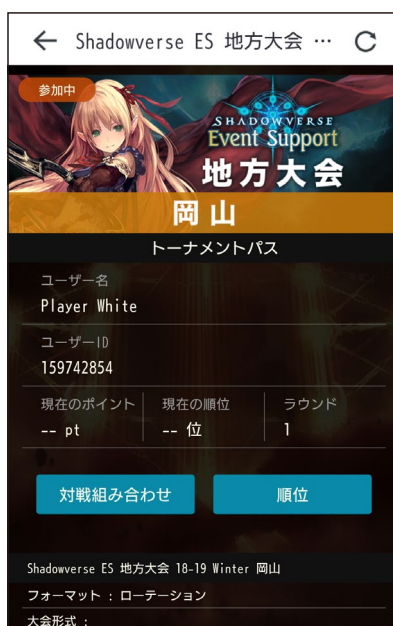 Shadowverse ES 地方大会 …
参加中
SHADOWVERSE
Event Support
地方大会
岡山
トーナメントパス
ユーザー名
Player White
ユーザーID
159742854
現在のポイント 現在の順位 ラウンド
-- pt -- 位 1
対戦組み合わせ 順位
Shadowverse ES 地方大会 18-19 Winter 岡山
フォーマット : ローテーション
大会形式 :